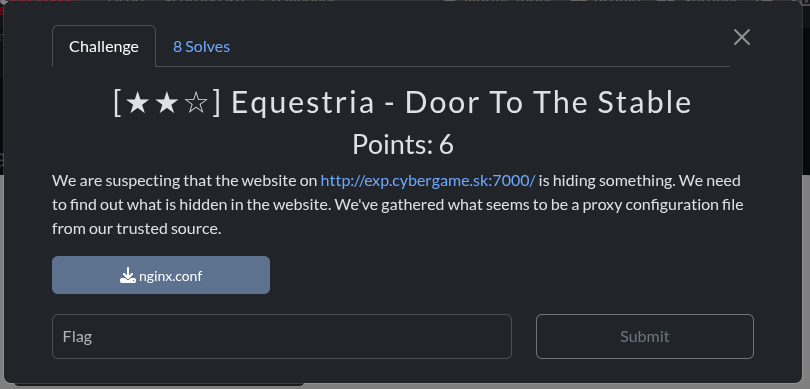 Challenge
8 Solves
[★★☆] Equestria - Door To The Stable
Points: 6
We are suspecting that the website on http://exp.cybergame.sk:7000/ is hiding something. We need
to find out what is hidden in the website. We've gathered what seems to be a proxy configuration file
from our trusted source.
nginx.conf
Flag
Submit